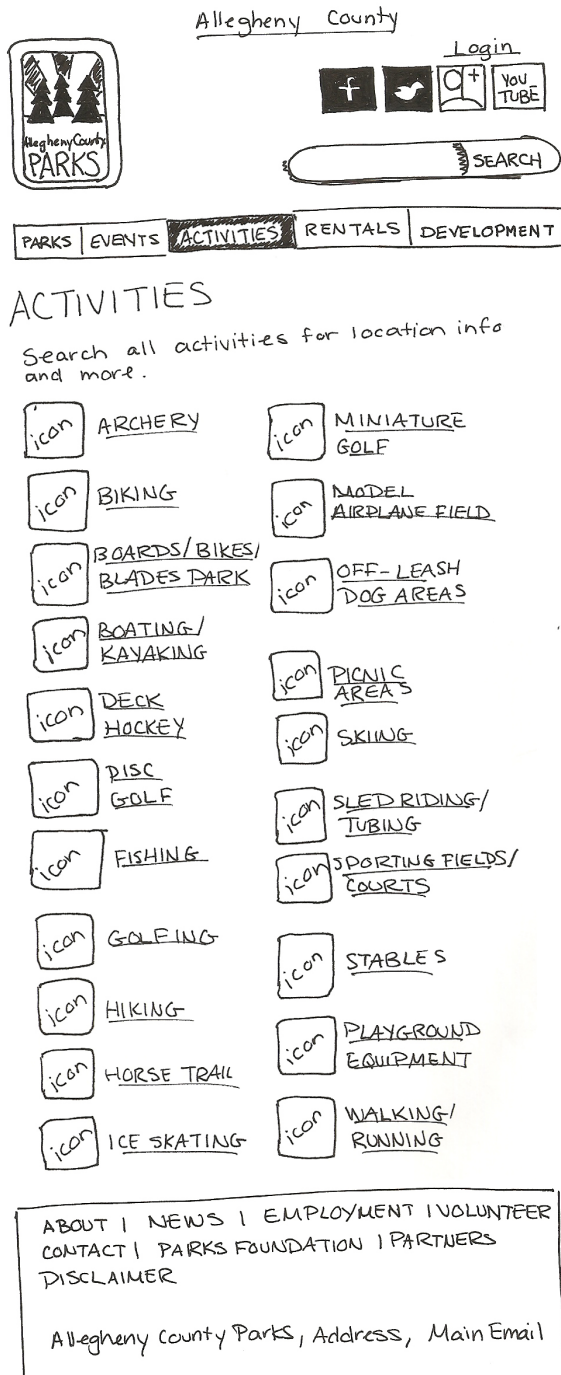 Allegheny County
Login
f
YOU
TUBE
Allegheny County
PARKS
SEARCH
PARKS | EVENTS ACTIVITIES RENTALS | DEVELOPMENT
ACTIVITIES
Search all activities for location info
and more.
icon ARCHERY
icon BIKING
icon BOARDS/BIKES/
BLADES PARK
icon BOATING/
KAYAKING
icon DECK
HOCKEY
icon DISC
GOLF
icon FISHING
icon GOLFING
icon HIKING
icon HORSE TRAIL
icon ICE SKATING
icon MINIATURE
GOLF
icon MODEL
AIRPLANE FIELD
icon OFF-LEASH
DOG AREAS
icon PICNIC
AREAS
icon SKIING
icon SLED RIDING/
TUBING
icon SPORTING FIELDS/
COURTS
icon STABLES
icon PLAYGROUND
EQUIPMENT
icon WALKING/
RUNNING
ABOUT | NEWS | EMPLOYMENT | VOLUNTEER
CONTACT | PARKS FOUNDATION | PARTNERS
DISCLAIMER
Allegheny County Parks, Address, Main Email